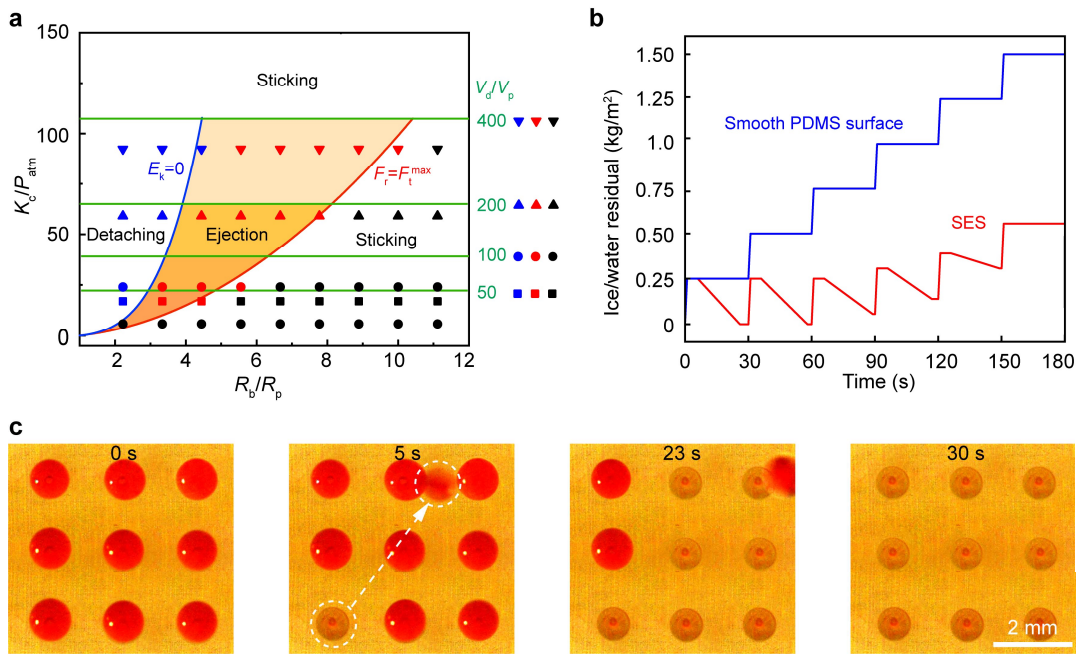 a
150
100
50
0
K_c/P_atm
Sticking
V_d/V_p
400
E_k=0
F_r=F_t^max
200
Detaching
Ejection
Sticking
100
50
2
4
6
8
10
12
R_b/R_p
b
1.50
1.25
1.0
0.75
0.50
0.25
0
Ice/water residual (kg/m²)
Smooth PDMS surface
SES
0
30
60
90
120
150
180
Time (s)
c
0 s
5 s
23 s
30 s
2 mm